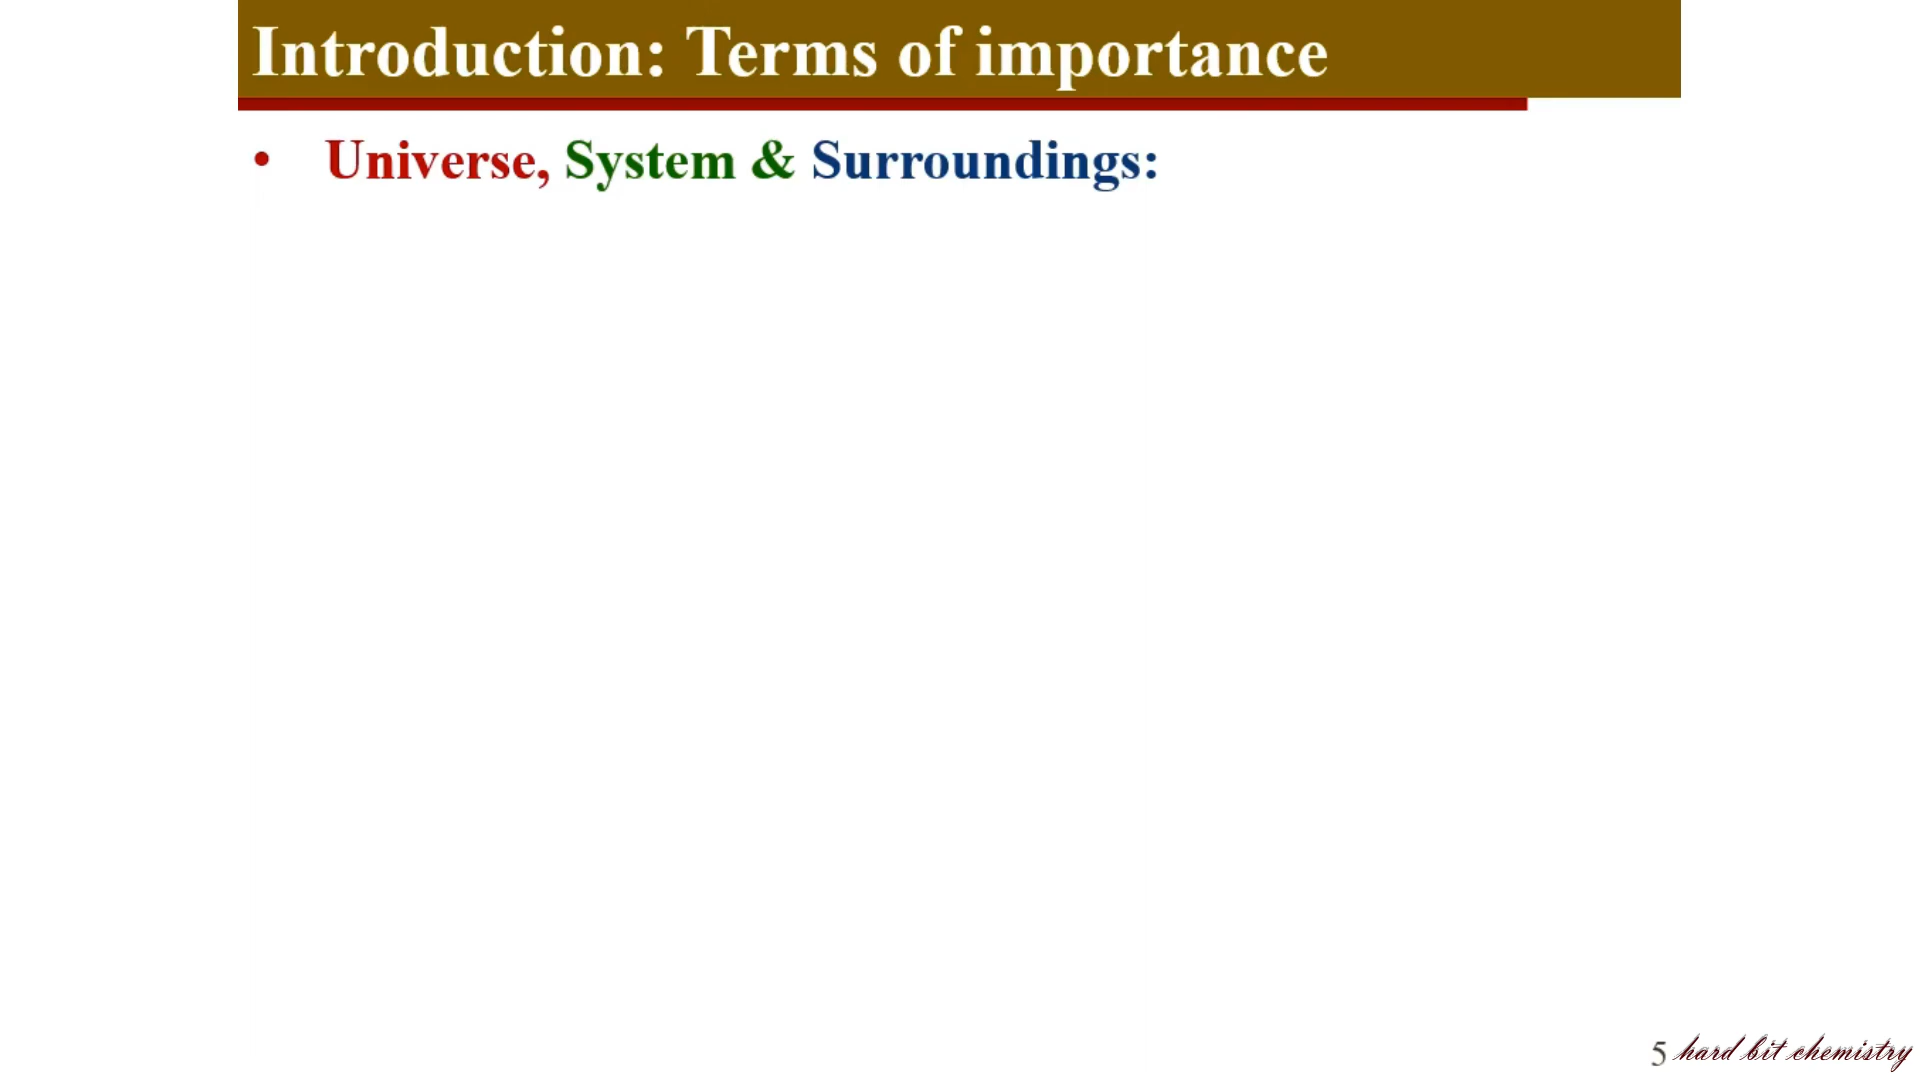 Introduction: Terms of importance
• Universe, System & Surroundings:
5 hard bit chemistry